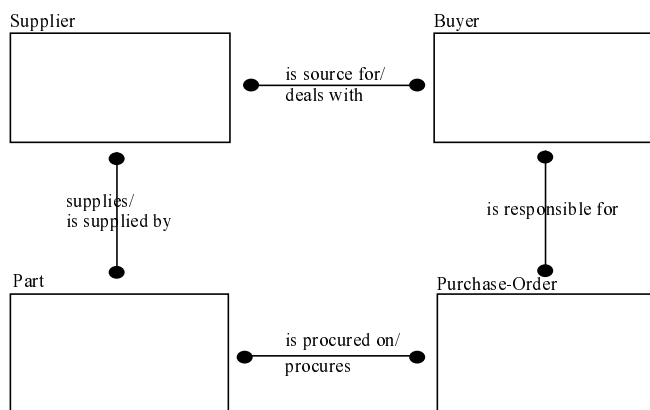 Supplier
Buyer
is source for/
deals with
supplies/
is supplied by
is responsible for
Part
Purchase-Order
is procured on/
procures